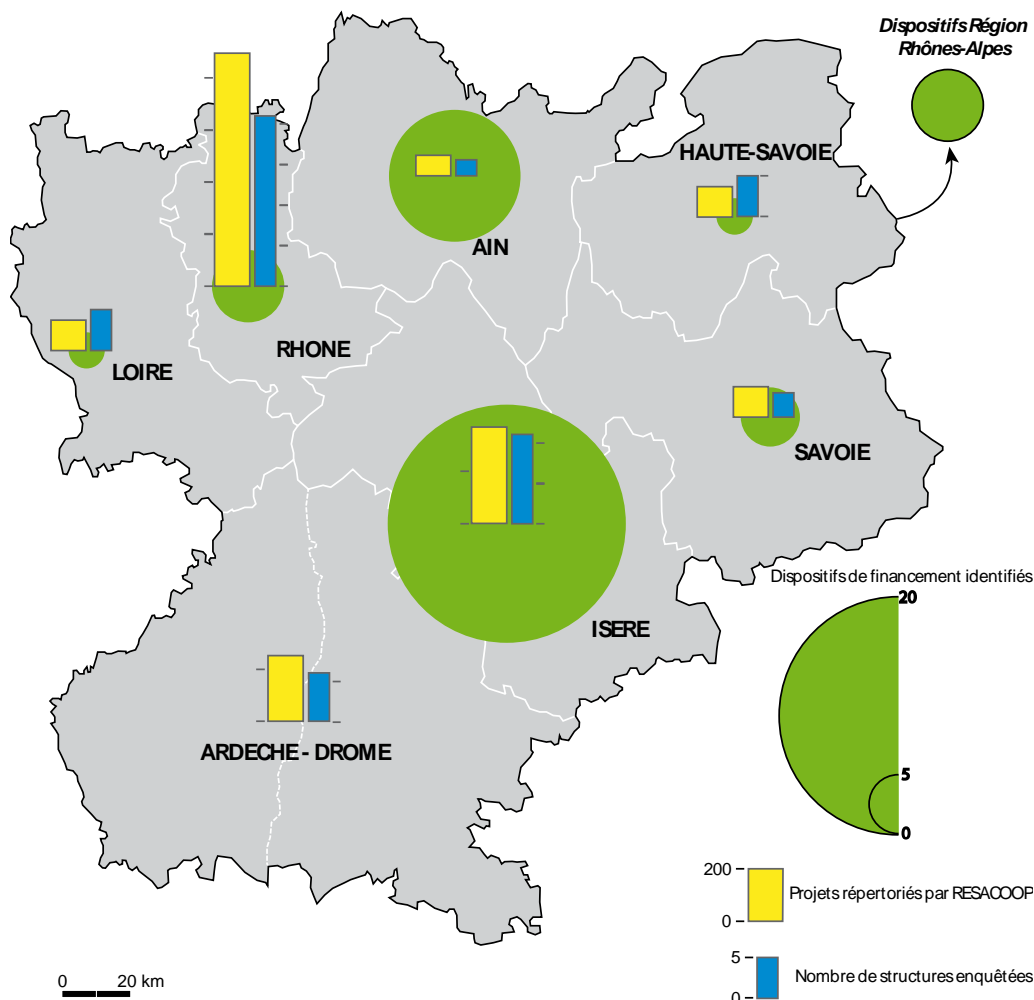 Dispositifs Région
Rhônes-Alpes
HAUTE-SAVOIE
AIN
RHONE
LOIRE
SAVOIE
ISERE
ARDECHE - DROME
Dispositifs de financement identifiés
20
5
0
200
Projets répertoriés par RESACOOP
0
5
Nombre de structures enquêtées
0
0 20 km